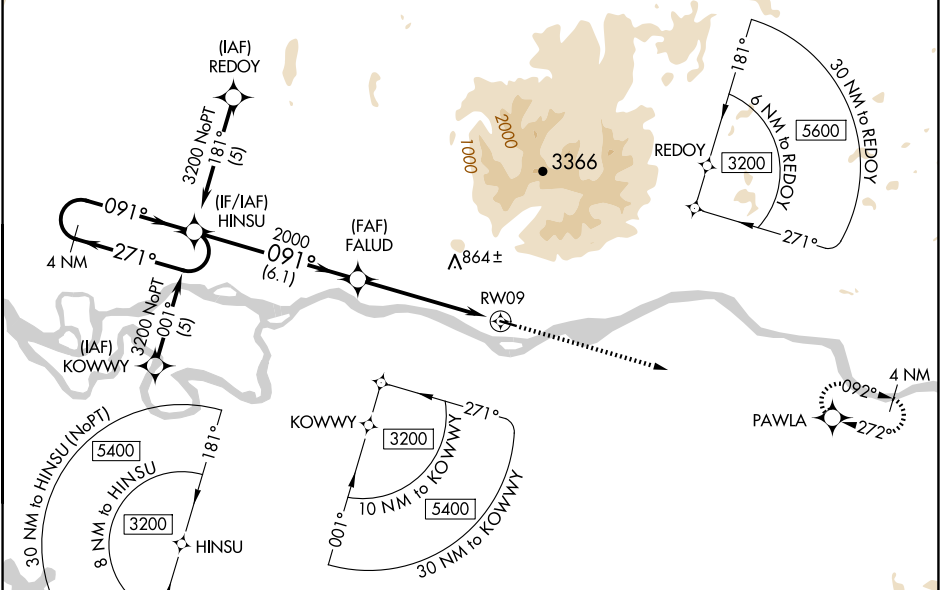 (IAF)
REDOY
3200 NoPT
181°
(5)
(IF/IAF)
HINSU
091°
271°
4 NM
2000
091°
(6.1)
(FAF)
FALUD
3200 NoPT
001°
(5)
(IAF)
KOWWY
1000
2000
3366
864±
RW09
181°
30 NM to REDOY
5600
6 NM to REDOY
3200
REDOY
271°
4 NM
092°
272°
PAWLA
30 NM to HINSU (NoPT)
5400
181°
8 NM to HINSU
3200
HINSU
KOWWY
271°
3200
10 NM to KOWWY
5400
001°
30 NM to KOWWY